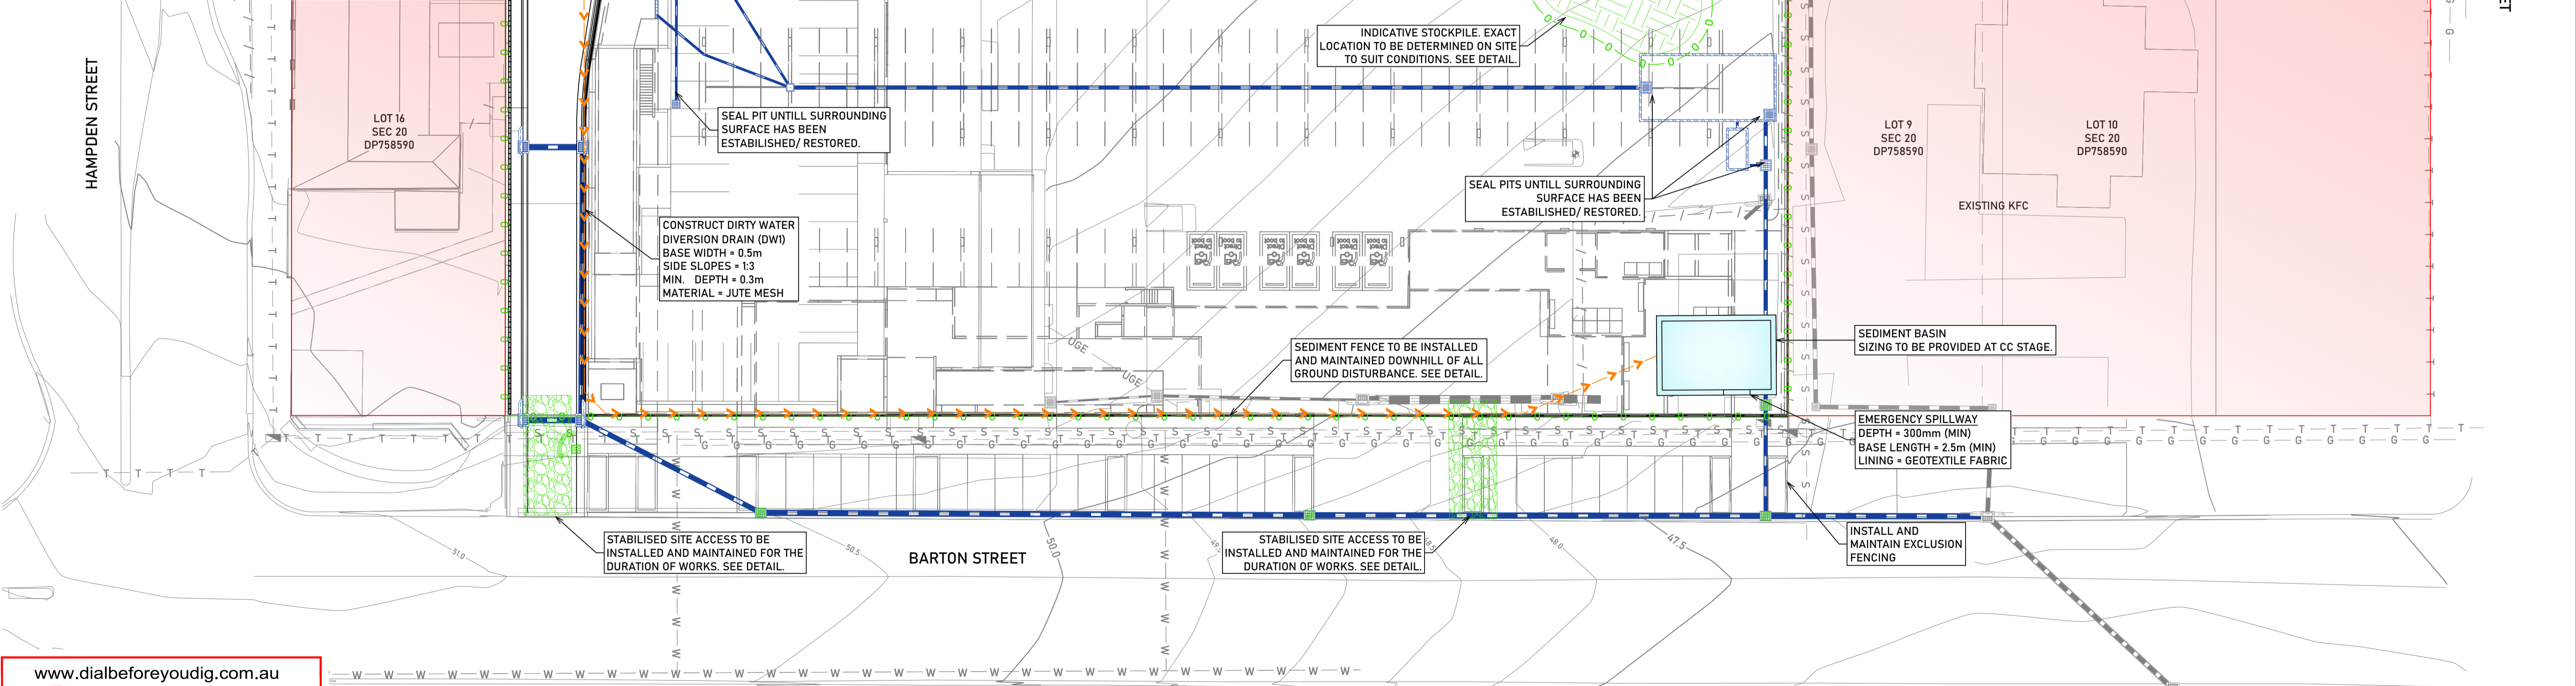 HAMPDEN STREET
LOT 16
SEC 20
DP758590
INDICATIVE STOCKPILE. EXACT
LOCATION TO BE DETERMINED ON SITE
TO SUIT CONDITIONS. SEE DETAIL.
SEAL PIT UNTILL SURROUNDING
SURFACE HAS BEEN
ESTABILISHED/ RESTORED.
LOT 9
SEC 20
DP758590
LOT 10
SEC 20
DP758590
EXISTING KFC
SEAL PITS UNTILL SURROUNDING
SURFACE HAS BEEN
ESTABILISHED/ RESTORED.
CONSTRUCT DIRTY WATER
DIVERSION DRAIN (DW1)
BASE WIDTH = 0.5m
SIDE SLOPES = 1:3
MIN. DEPTH = 0.3m
MATERIAL = JUTE MESH
UGE
UGE
SEDIMENT FENCE TO BE INSTALLED
AND MAINTAINED DOWNHILL OF ALL
GROUND DISTURBANCE. SEE DETAIL.
SEDIMENT BASIN
SIZING TO BE PROVIDED AT CC STAGE.
EMERGENCY SPILLWAY
DEPTH = 300mm (MIN)
BASE LENGTH = 2.5m (MIN)
LINING = GEOTEXTILE FABRIC
INSTALL AND
MAINTAIN EXCLUSION
FENCING
STABILISED SITE ACCESS TO BE
INSTALLED AND MAINTAINED FOR THE
DURATION OF WORKS. SEE DETAIL.
STABILISED SITE ACCESS TO BE
INSTALLED AND MAINTAINED FOR THE
DURATION OF WORKS. SEE DETAIL.
BARTON STREET
51.0
50.5
50.0
48.0
47.5
www.dialbeforeyoudig.com.au